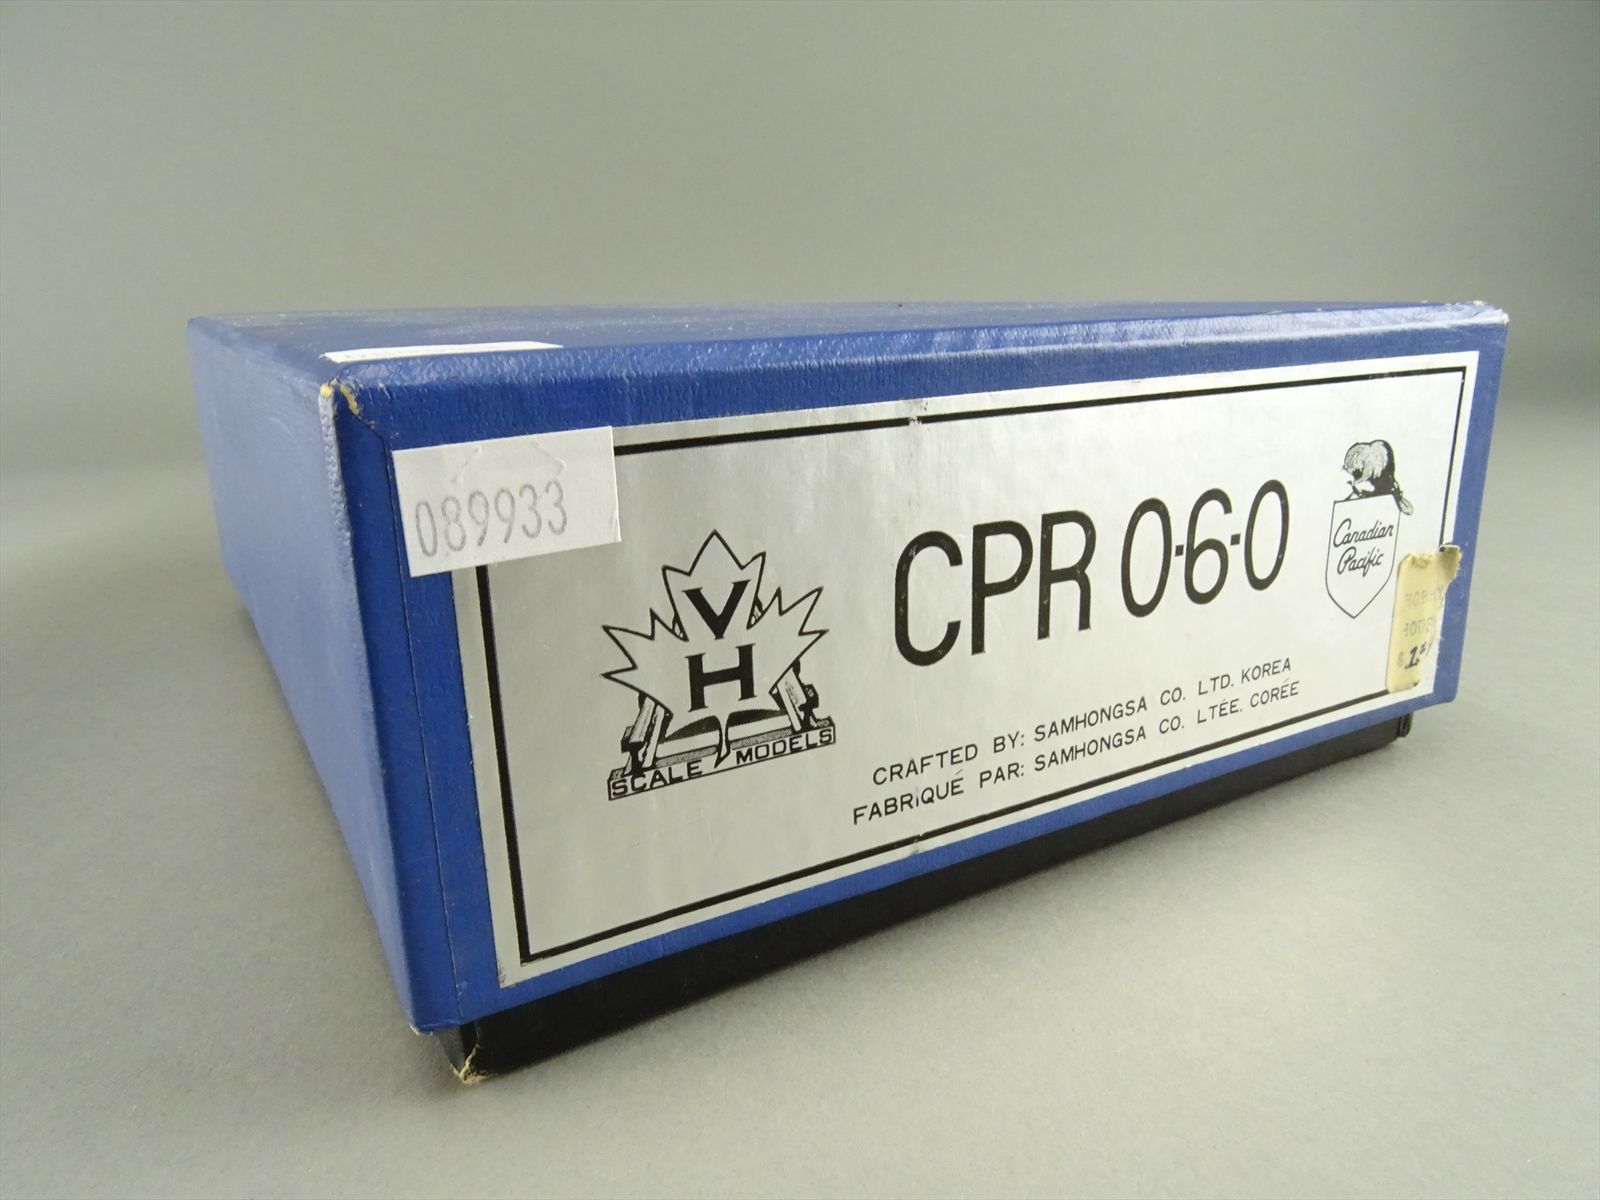 089933
V
H
SCALE MODELS
CPR 0-6-0
CRAFTED BY: SAMHONGSA CO. LTD. KOREA
FABRIQUÉ PAR: SAMHONGSA CO. LTÉE. CORÉE
Canadian
Pacific